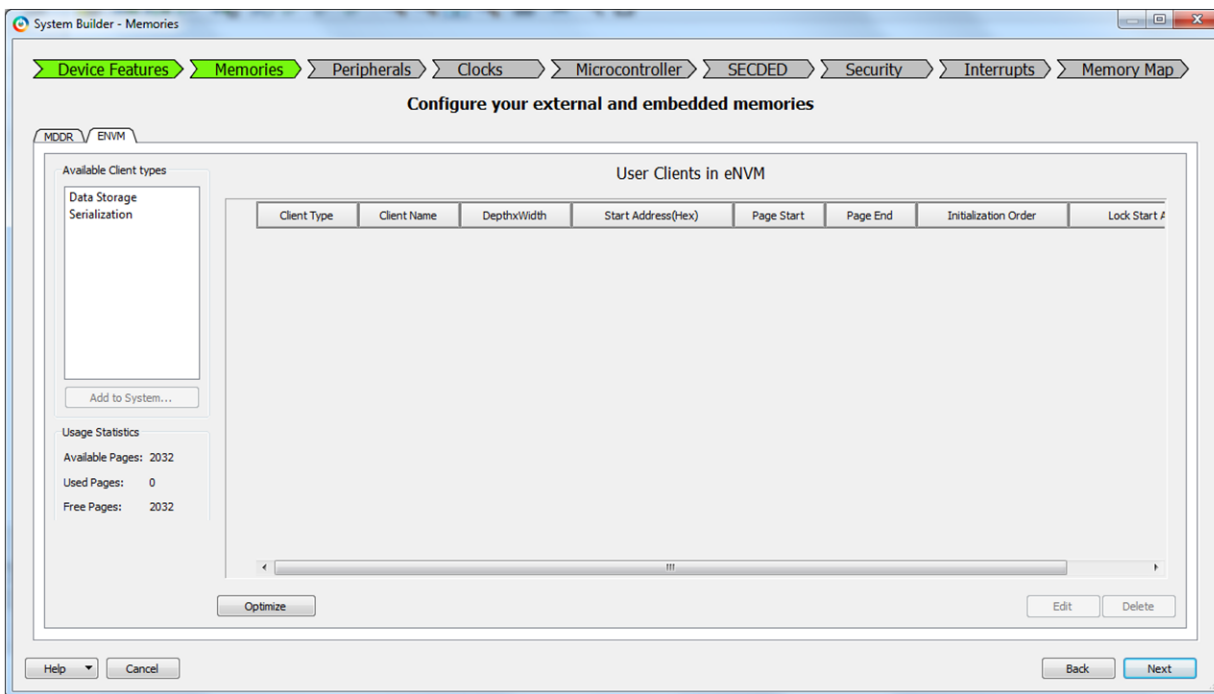 System Builder - Memories
Device Features Memories Peripherals Clocks Microcontroller SECDED Security Interrupts Memory Map
Configure your external and embedded memories
MDDR ENVM
Available Client types
Data Storage
Serialization
Add to System...
Usage Statistics
Available Pages: 2032
Used Pages: 0
Free Pages: 2032
User Clients in eNVM
Client Type Client Name DepthxWidth Start Address(Hex) Page Start Page End Initialization Order Lock Start A
Optimize Edit Delete
Help Cancel Back Next